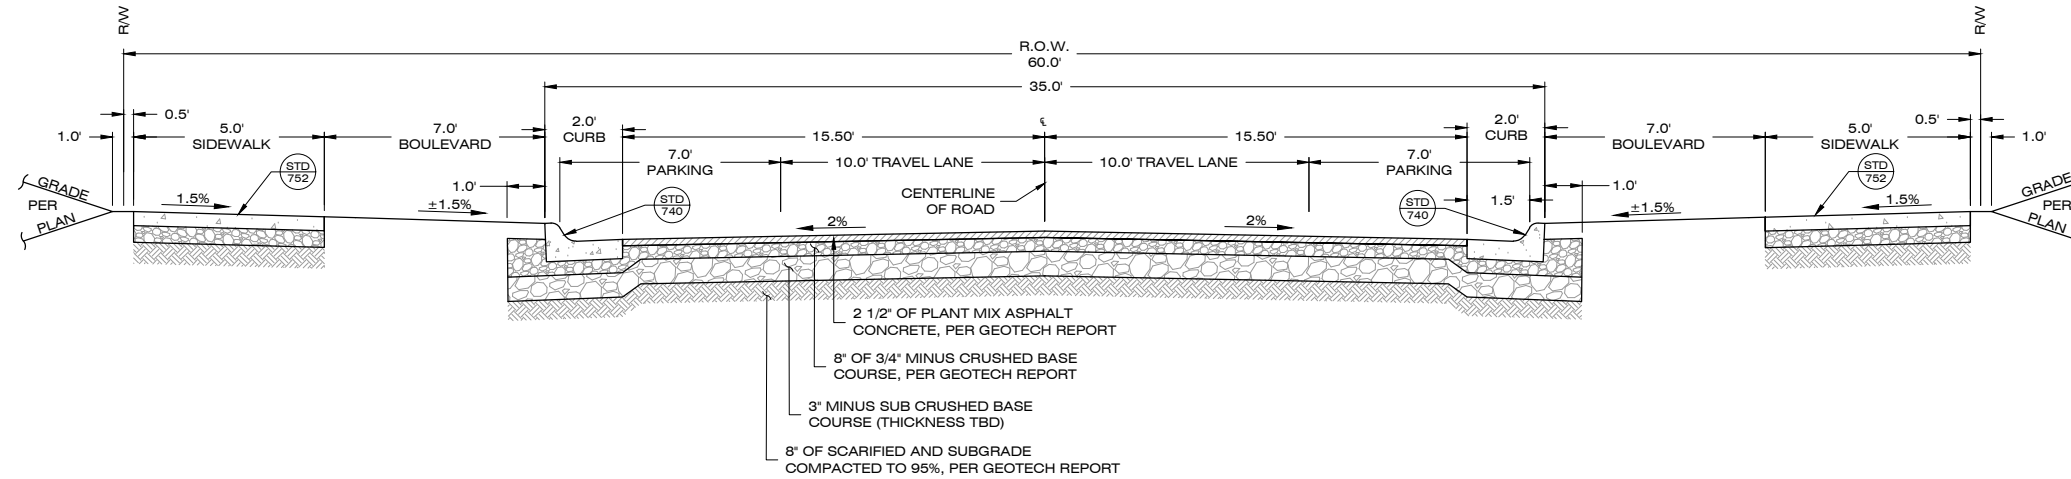 R/W
R/W
R.O.W.
60.0'
35.0'
0.5'
1.0'
5.0'
SIDEWALK
7.0'
BOULEVARD
2.0'
CURB
15.50'
℄
15.50'
2.0'
CURB
7.0'
BOULEVARD
5.0'
SIDEWALK
0.5'
1.0'
7.0'
PARKING
10.0' TRAVEL LANE
10.0' TRAVEL LANE
7.0'
PARKING
STD
752
STD
752
GRADE
PER
PLAN
1.5%
±1.5%
1.0'
STD
740
CENTERLINE
OF ROAD
STD
740
1.5'
1.0'
±1.5%
1.5%
GRADE
PER
PLAN
2%
2%
2 1/2" OF PLANT MIX ASPHALT
CONCRETE, PER GEOTECH REPORT
8" OF 3/4" MINUS CRUSHED BASE
COURSE, PER GEOTECH REPORT
3" MINUS SUB CRUSHED BASE
COURSE (THICKNESS TBD)
8" OF SCARIFIED AND SUBGRADE
COMPACTED TO 95%, PER GEOTECH REPORT